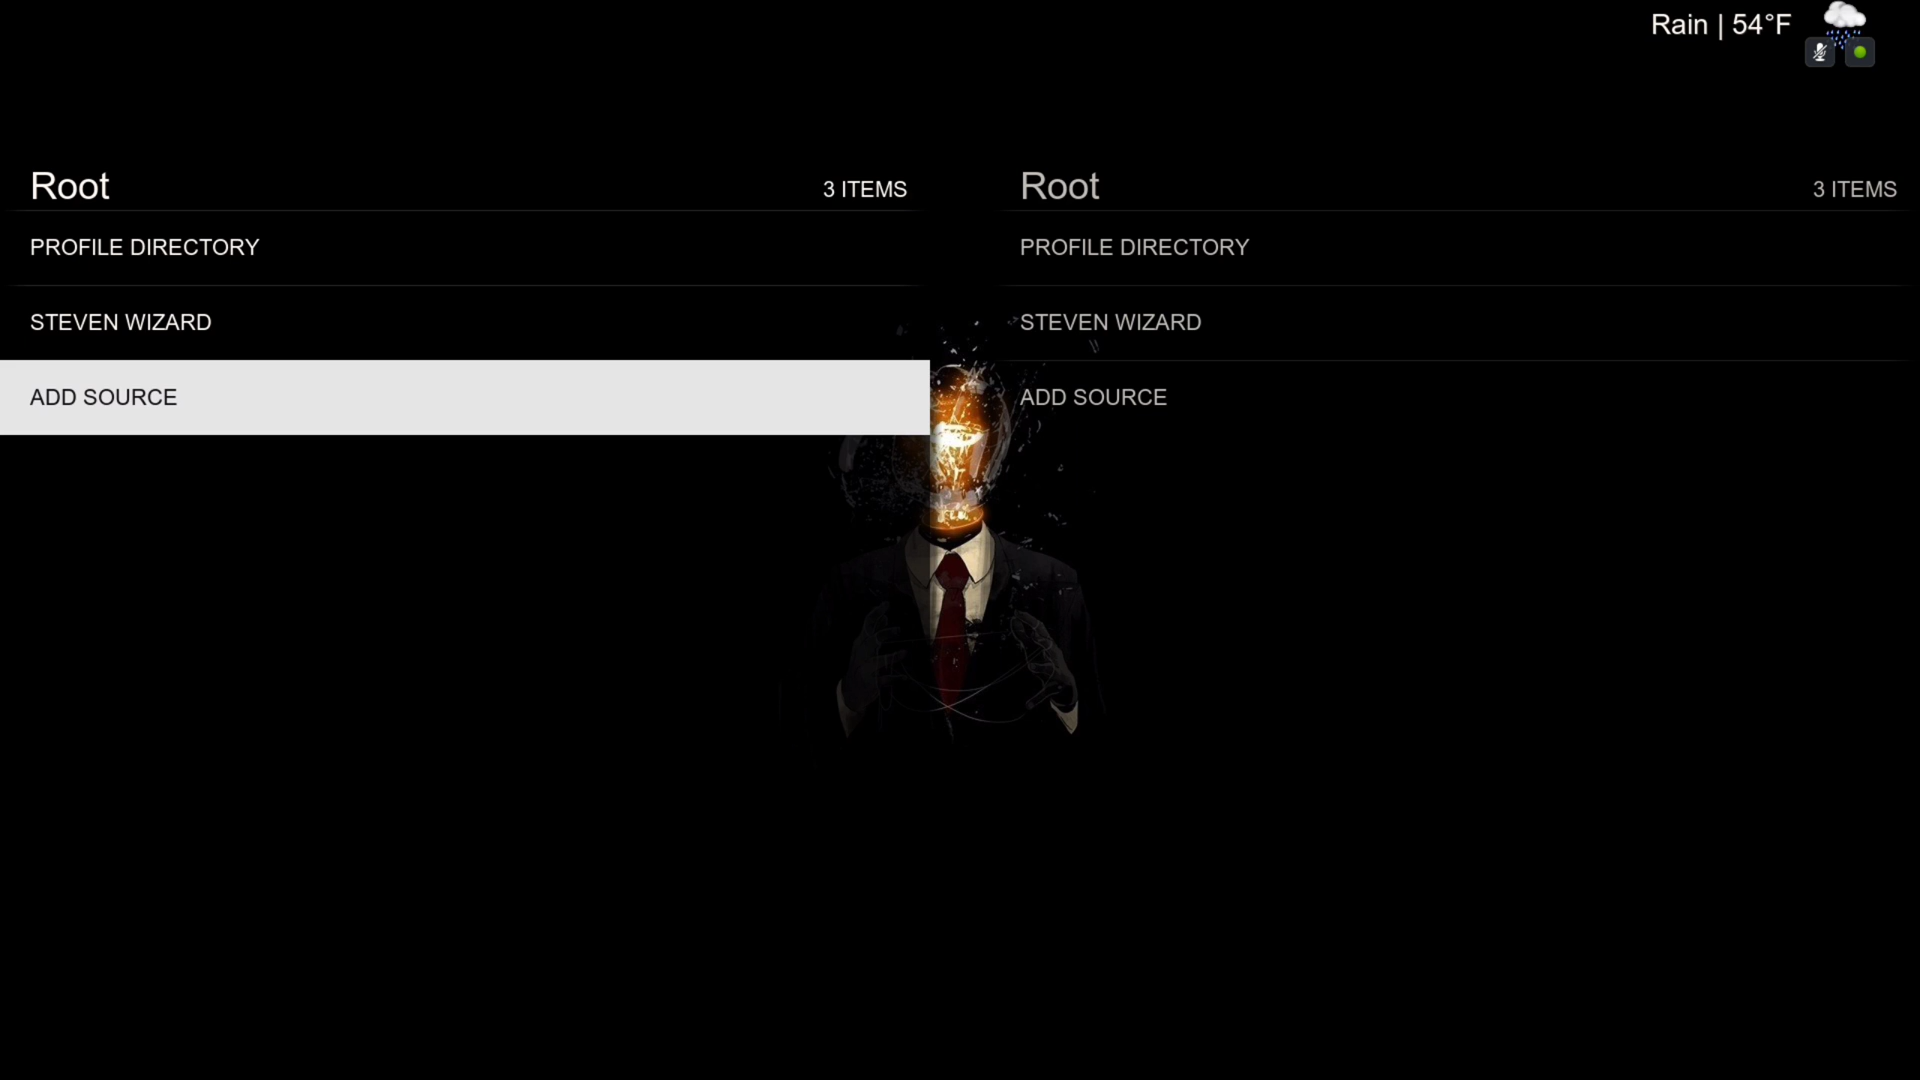 Rain | 54°F
Root
3 ITEMS
PROFILE DIRECTORY
STEVEN WIZARD
ADD SOURCE
Root
3 ITEMS
PROFILE DIRECTORY
STEVEN WIZARD
ADD SOURCE